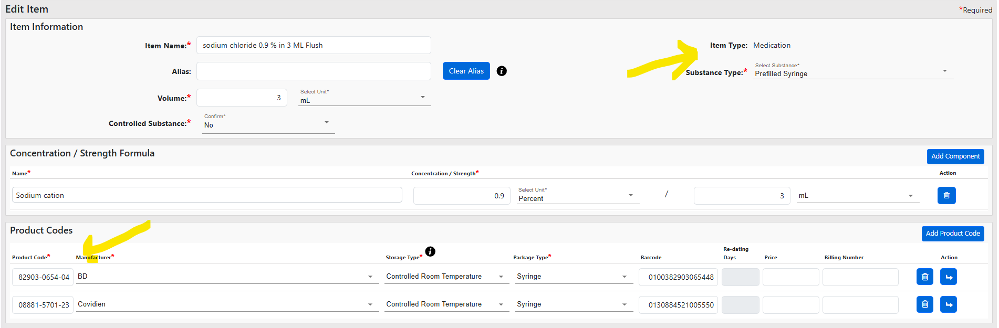 Edit Item
*Required
Item Information
Item Name:* sodium chloride 0.9 % in 3 ML Flush
Item Type: Medication
Alias:
Clear Alias
i
Substance Type:* Select Substance*
Prefilled Syringe
Volume:* 3
Select Unit*
mL
Controlled Substance:* Confirm*
No
Concentration / Strength Formula
Add Component
Name* Concentration / Strength* Action
Sodium cation 0.9 Select Unit*
Percent / 3 mL
Product Codes
Add Product Code
Product Code* Manufacturer* Storage Type* i Package Type* Barcode Re-dating Days Price Billing Number Action
82903-0654-04 BD Controlled Room Temperature Syringe 0100382903065448
08881-5701-23 Covidien Controlled Room Temperature Syringe 0130884521005550